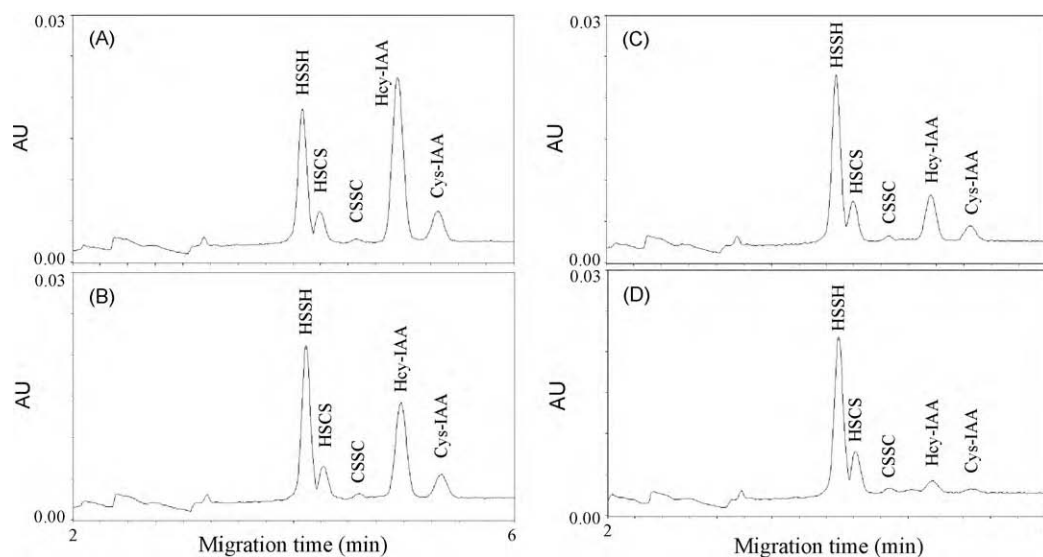 0.03
(A)
AU
0.00
HSSH
HSCS
CSSC
Hcy-IAA
Cys-IAA
0.03
(B)
AU
0.00
HSSH
HSCS
CSSC
Hcy-IAA
Cys-IAA
2
6
Migration time (min)
0.03
(C)
AU
0.00
HSSH
HSCS
CSSC
Hcy-IAA
Cys-IAA
0.03
(D)
AU
0.00
HSSH
HSCS
CSSC
Hcy-IAA
Cys-IAA
2
Migration time (min)